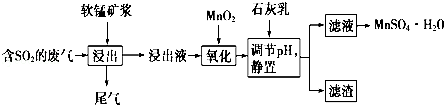 软锰矿浆
MnO₂
石灰乳
含SO₂的废气
浸出
浸出液
氧化
调节pH,
静置
滤液
MnSO₄·H₂O
尾气
滤渣